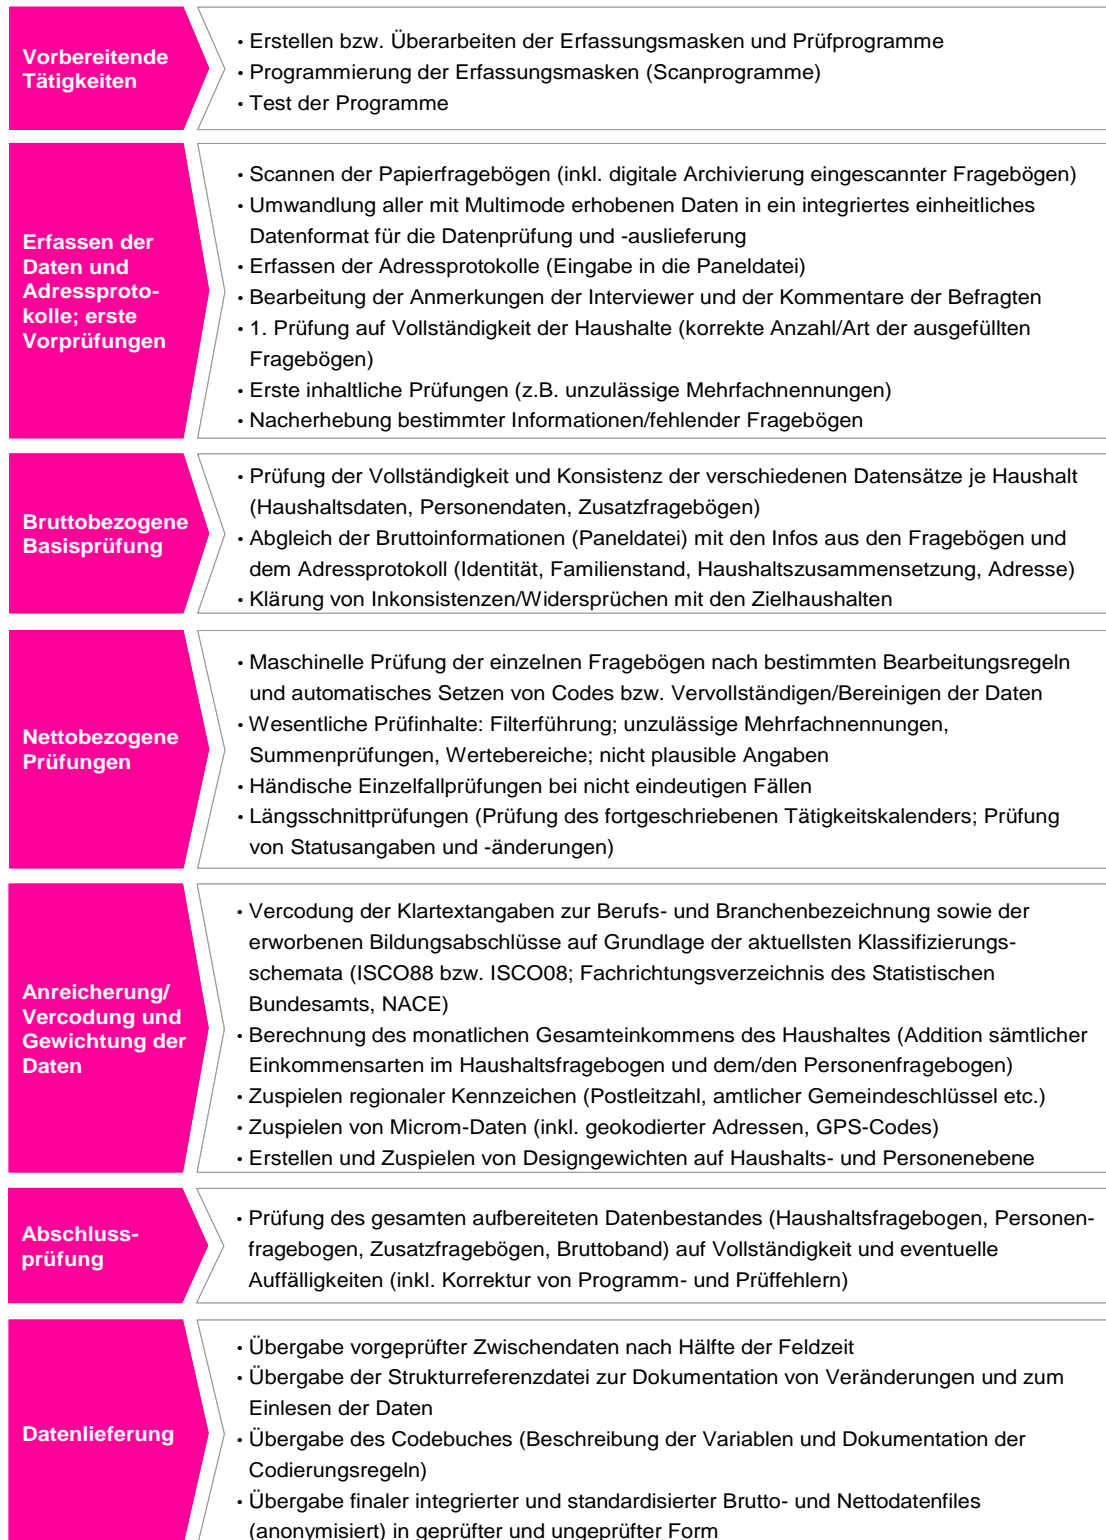 Vorbereitende
Tätigkeiten
• Erstellen bzw. Überarbeiten der Erfassungsmasken und Prüfprogramme
• Programmierung der Erfassungsmasken (Scanprogramme)
• Test der Programme
Erfassen der
Daten und
Adressproto-
kolle; erste
Vorprüfungen
• Scannen der Papierfragebögen (inkl. digitale Archivierung eingescannter Fragebögen)
• Umwandlung aller mit Multimode erhobenen Daten in ein integriertes einheitliches
Datenformat für die Datenprüfung und -auslieferung
• Erfassen der Adressprotokolle (Eingabe in die Paneldatei)
• Bearbeitung der Anmerkungen der Interviewer und der Kommentare der Befragten
• 1. Prüfung auf Vollständigkeit der Haushalte (korrekte Anzahl/Art der ausgefüllten
Fragebögen)
• Erste inhaltliche Prüfungen (z.B. unzulässige Mehrfachnennungen)
• Nacherhebung bestimmter Informationen/fehlender Fragebögen
Bruttobezogene
Basisprüfung
• Prüfung der Vollständigkeit und Konsistenz der verschiedenen Datensätze je Haushalt
(Haushaltsdaten, Personendaten, Zusatzfragebögen)
• Abgleich der Bruttoinformationen (Paneldatei) mit den Infos aus den Fragebögen und
dem Adressprotokoll (Identität, Familienstand, Haushaltszusammensetzung, Adresse)
• Klärung von Inkonsistenzen/Widersprüchen mit den Zielhaushalten
Nettobezogene
Prüfungen
• Maschinelle Prüfung der einzelnen Fragebögen nach bestimmten Bearbeitungsregeln
und automatisches Setzen von Codes bzw. Vervollständigen/Bereinigen der Daten
• Wesentliche Prüfinhalte: Filterführung; unzulässige Mehrfachnennungen,
Summenprüfungen, Wertebereiche; nicht plausible Angaben
• Händische Einzelfallprüfungen bei nicht eindeutigen Fällen
• Längsschnittprüfungen (Prüfung des fortgeschriebenen Tätigkeitskalenders; Prüfung
von Statusangaben und -änderungen)
Anreicherung/
Vercodung und
Gewichtung der
Daten
• Vercodung der Klartextangaben zur Berufs- und Branchenbezeichnung sowie der
erworbenen Bildungsabschlüsse auf Grundlage der aktuellsten Klassifizierungs-
schemata (ISCO88 bzw. ISCO08; Fachrichtungsverzeichnis des Statistischen
Bundesamts, NACE)
• Berechnung des monatlichen Gesamteinkommens des Haushaltes (Addition sämtlicher
Einkommensarten im Haushaltsfragebogen und dem/den Personenfragebogen)
• Zuspielen regionaler Kennzeichen (Postleitzahl, amtlicher Gemeindeschlüssel etc.)
• Zuspielen von Microm-Daten (inkl. geokodierter Adressen, GPS-Codes)
• Erstellen und Zuspielen von Designgewichten auf Haushalts- und Personenebene
Abschluss-
prüfung
• Prüfung des gesamten aufbereiteten Datenbestandes (Haushaltsfragebogen, Personen-
fragebogen, Zusatzfragebögen, Bruttoband) auf Vollständigkeit und eventuelle
Auffälligkeiten (inkl. Korrektur von Programm- und Prüffehlern)
Datenlieferung
• Übergabe vorgeprüfter Zwischendaten nach Hälfte der Feldzeit
• Übergabe der Strukturreferenzdatei zur Dokumentation von Veränderungen und zum
Einlesen der Daten
• Übergabe des Codebuches (Beschreibung der Variablen und Dokumentation der
Codierungsregeln)
• Übergabe finaler integrierter und standardisierter Brutto- und Nettodatenfiles
(anonymisiert) in geprüfter und ungeprüfter Form